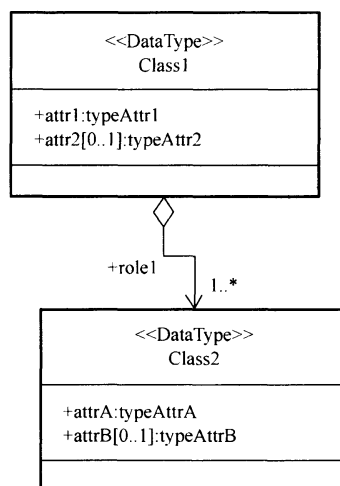 <<DataType>>
Class1
+attr1:typeAttr1
+attr2[0..1]:typeAttr2
+role1
1..*
<<DataType>>
Class2
+attrA:typeAttrA
+attrB[0..1]:typeAttrB